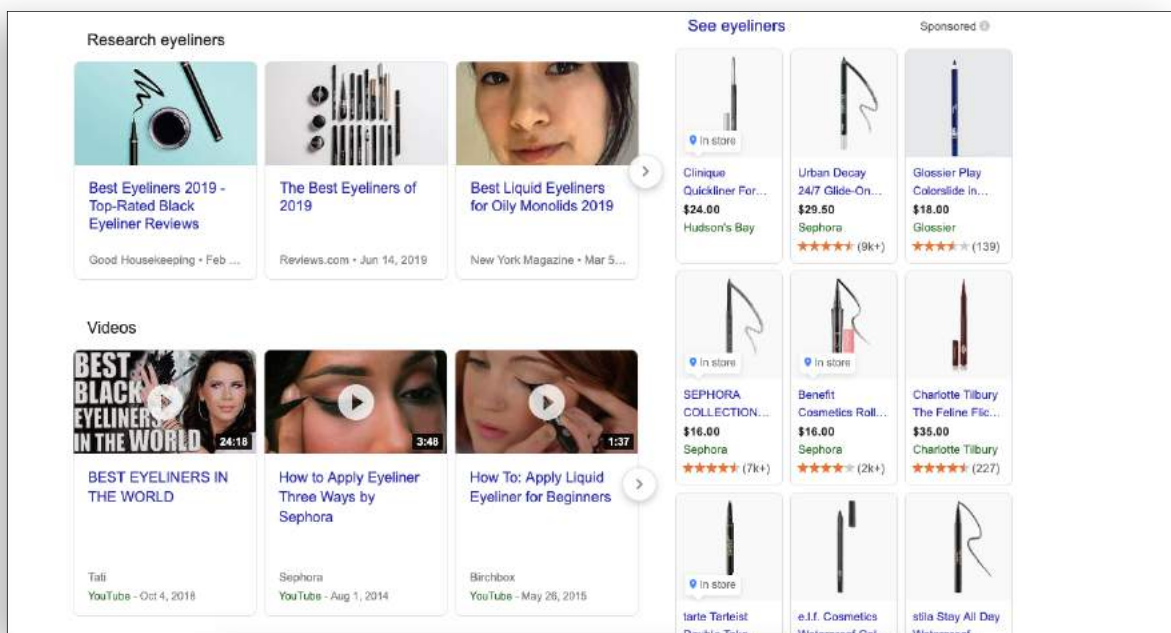 Research eyeliners
Best Eyeliners 2019 -
Top-Rated Black
Eyeliner Reviews
Good Housekeeping • Feb ...
The Best Eyeliners of
2019
Reviews.com • Jun 14, 2019
Best Liquid Eyeliners
for Oily Monolids 2019
New York Magazine • Mar 5...
Videos
BEST
BLACK
EYELINERS
IN THE WORLD
24:18
BEST EYELINERS IN
THE WORLD
Tati
YouTube - Oct 4, 2018
3:48
How to Apply Eyeliner
Three Ways by
Sephora
Sephora
YouTube - Aug 1, 2014
1:37
How To: Apply Liquid
Eyeliner for Beginners
Birchbox
YouTube - May 26, 2015
See eyeliners
Sponsored
In store
Clinique
Quickliner For...
$24.00
Hudson's Bay
Urban Decay
24/7 Glide-On...
$29.50
Sephora
(9k+)
Glossier Play
Colorslide in...
$18.00
Glossier
(139)
In store
SEPHORA
COLLECTION...
$16.00
Sephora
(7k+)
In store
Benefit
Cosmetics Roll...
$16.00
Sephora
(2k+)
Charlotte Tilbury
The Feline Flic...
$35.00
Charlotte Tilbury
(227)
In store
tarte Tarteist
e.l.f. Cosmetics
stila Stay All Day